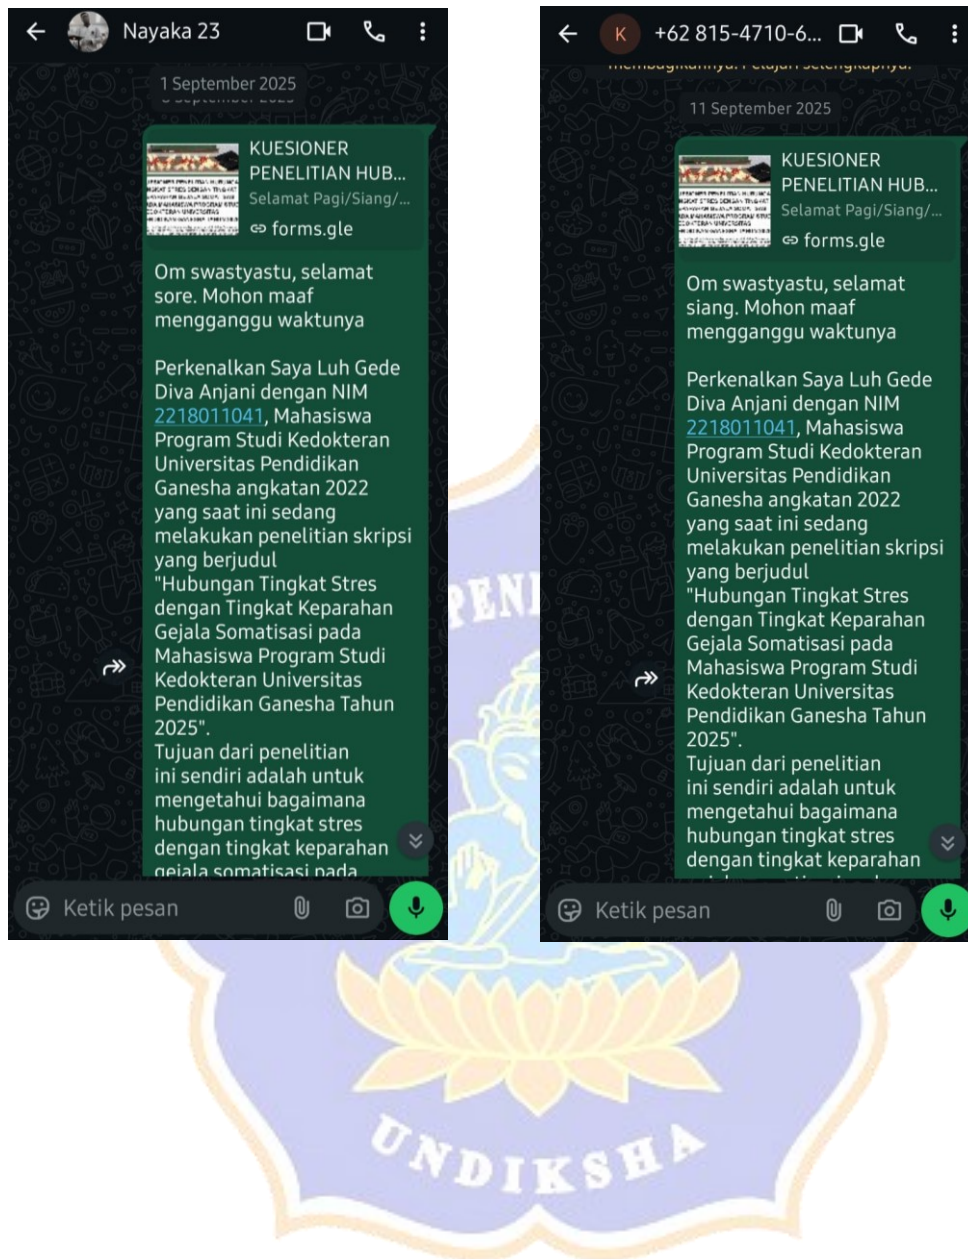 Nayaka 23
1 September 2025
KUESIONER
PENELITIAN HUB...
Selamat Pagi/Siang/...
forms.gle
Om swastyastu, selamat
sore. Mohon maaf
mengganggu waktunya
Perkenalkan Saya Luh Gede
Diva Anjani dengan NIM
2218011041, Mahasiswa
Program Studi Kedokteran
Universitas Pendidikan
Ganesha angkatan 2022
yang saat ini sedang
melakukan penelitian skripsi
yang berjudul
"Hubungan Tingkat Stres
dengan Tingkat Keparahan
Gejala Somatisasi pada
Mahasiswa Program Studi
Kedokteran Universitas
Pendidikan Ganesha Tahun
2025".
Tujuan dari penelitian
ini sendiri adalah untuk
mengetahui bagaimana
hubungan tingkat stres
dengan tingkat keparahan
gejala somatisasi pada
Ketik pesan
K
+62 815-4710-6...
membagikannya. Pelajari selengkapnya.
11 September 2025
KUESIONER
PENELITIAN HUB...
Selamat Pagi/Siang/...
forms.gle
Om swastyastu, selamat
siang. Mohon maaf
mengganggu waktunya
Perkenalkan Saya Luh Gede
Diva Anjani dengan NIM
2218011041, Mahasiswa
Program Studi Kedokteran
Universitas Pendidikan
Ganesha angkatan 2022
yang saat ini sedang
melakukan penelitian skripsi
yang berjudul
"Hubungan Tingkat Stres
dengan Tingkat Keparahan
Gejala Somatisasi pada
Mahasiswa Program Studi
Kedokteran Universitas
Pendidikan Ganesha Tahun
2025".
Tujuan dari penelitian
ini sendiri adalah untuk
mengetahui bagaimana
hubungan tingkat stres
dengan tingkat keparahan
Ketik pesan
PEN
UNDIKSHA